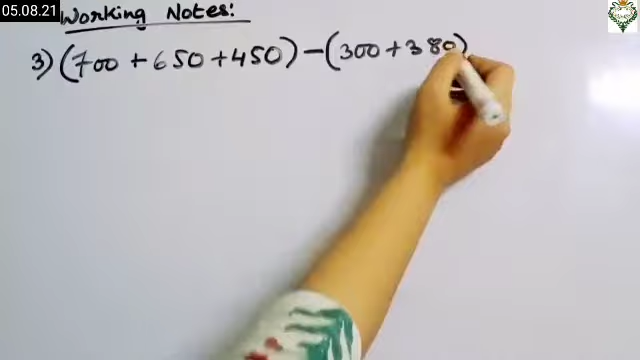 05.08.21
Working Notes:
3) (700 + 650 + 450) - (300 + 380)